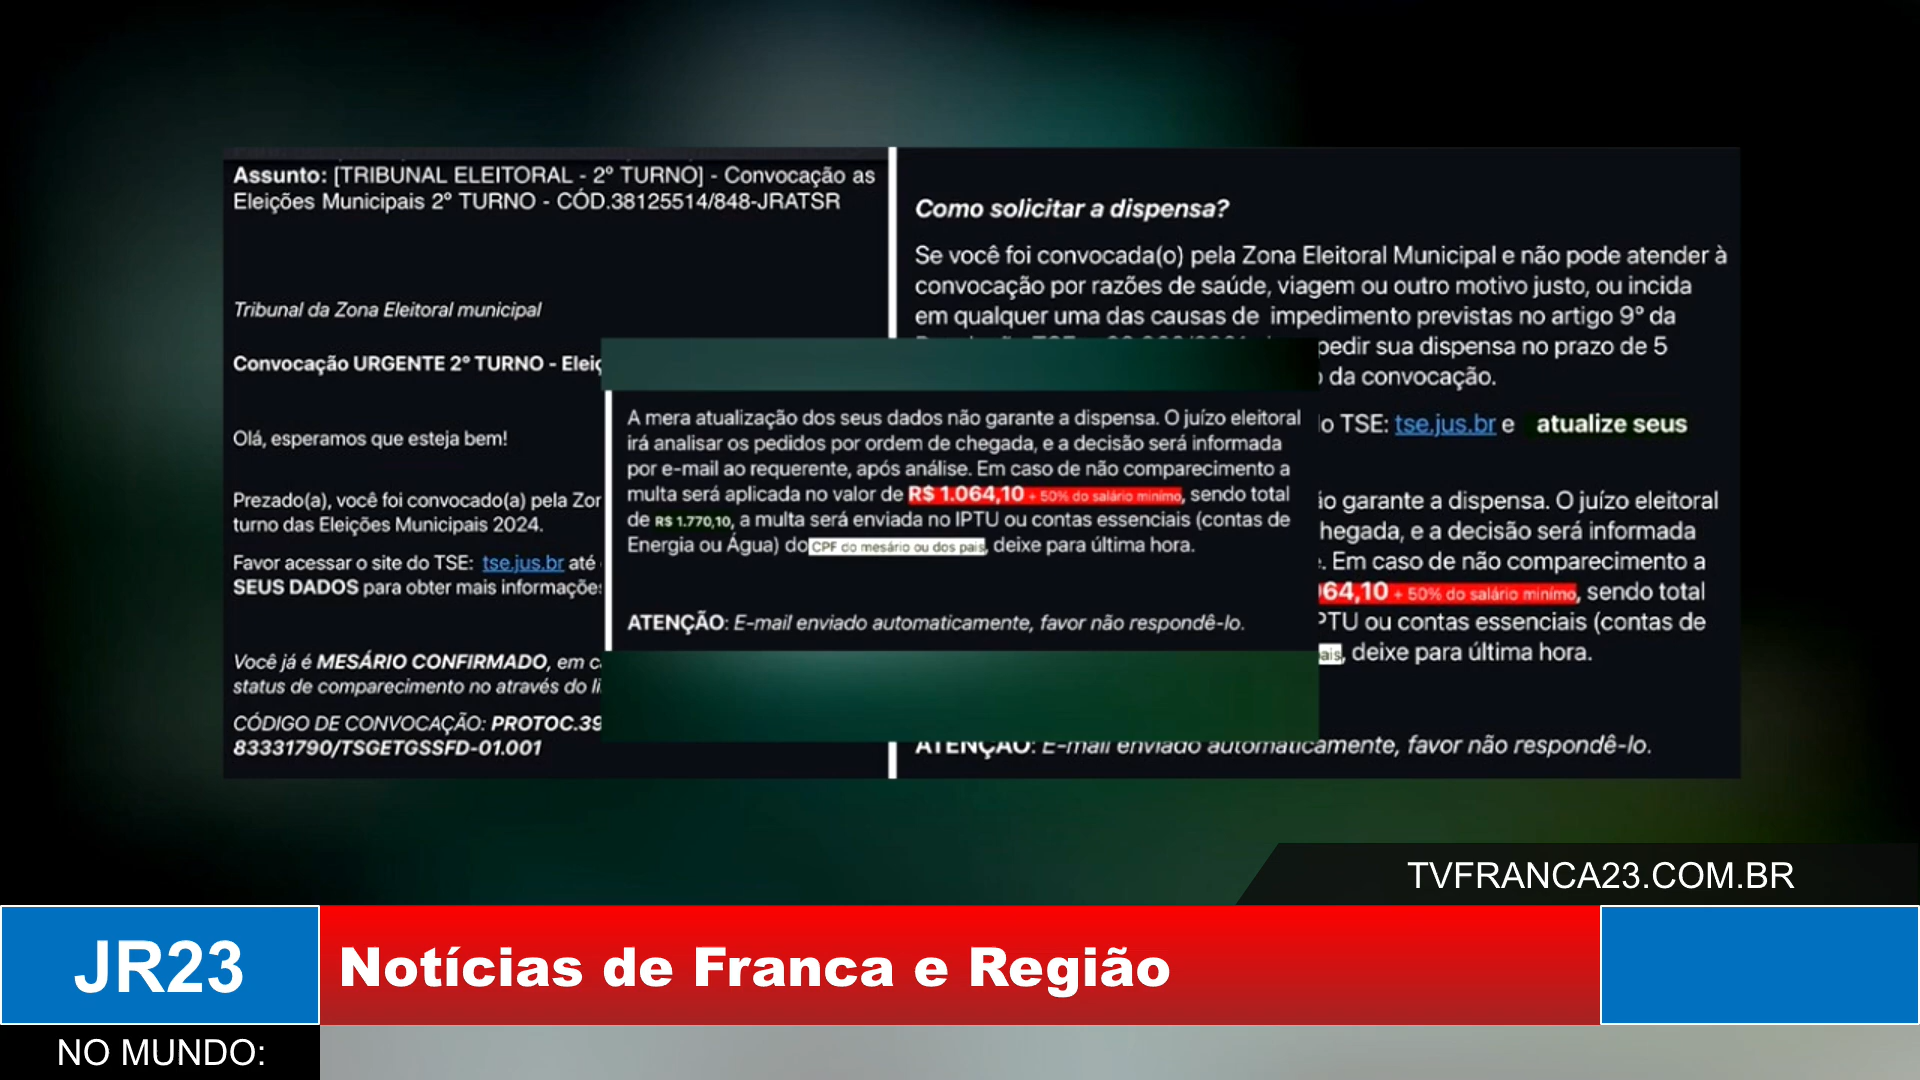 Assunto: [TRIBUNAL ELEITORAL - 2º TURNO] - Convocação as
Eleições Municipais 2º TURNO - CÓD.38125514/848-JRATSR
Tribunal da Zona Eleitoral municipal
Convocação URGENTE 2º TURNO -
Olá, esperamos que esteja bem!
Prezado(a), você foi convocado(a) pela
turno das Eleições Municipais 2024.
Favor acessar o site do TSE: tse.jus.br até
SEUS DADOS para obter mais
Você já é MESÁRIO CONFIRMADO, em
status de comparecimento no através do
CÓDIGO DE CONVOCAÇÃO: PROTOC.39
83331790/TSGETGSSFD-01.001
Como solicitar a dispensa?
Se você foi convocada(o) pela Zona Eleitoral Municipal e não pode atender à
convocação por razões de saúde, viagem ou outro motivo justo, ou incida
em qualquer uma das causas de impedimento previstas no artigo 9º da
pedir sua dispensa no prazo de 5
da convocação.
TSE: tse.jus.br e atualize seus
garante a dispensa. O juízo eleitoral
hegada, e a decisão será informada
. Em caso de não comparecimento a
64,10 + 50% do salário minímo, sendo total
PTU ou contas essenciais (contas de
ais, deixe para última hora.
ATENÇÃO: E-mail enviado automaticamente, favor não respondê-lo.
A mera atualização dos seus dados não garante a dispensa. O juízo eleitoral
irá analisar os pedidos por ordem de chegada, e a decisão será informada
por e-mail ao requerente, após análise. Em caso de não comparecimento a
multa será aplicada no valor de R$ 1.064,10 + 50% do salário minímo, sendo total
de R$ 1.770,10, a multa será enviada no IPTU ou contas essenciais (contas de
Energia ou Água) do CPF do mesário ou dos pais, deixe para última hora.
ATENÇÃO: E-mail enviado automaticamente, favor não respondê-lo.
TVFRANCA23.COM.BR
JR23
Notícias de Franca e Região
NO MUNDO: